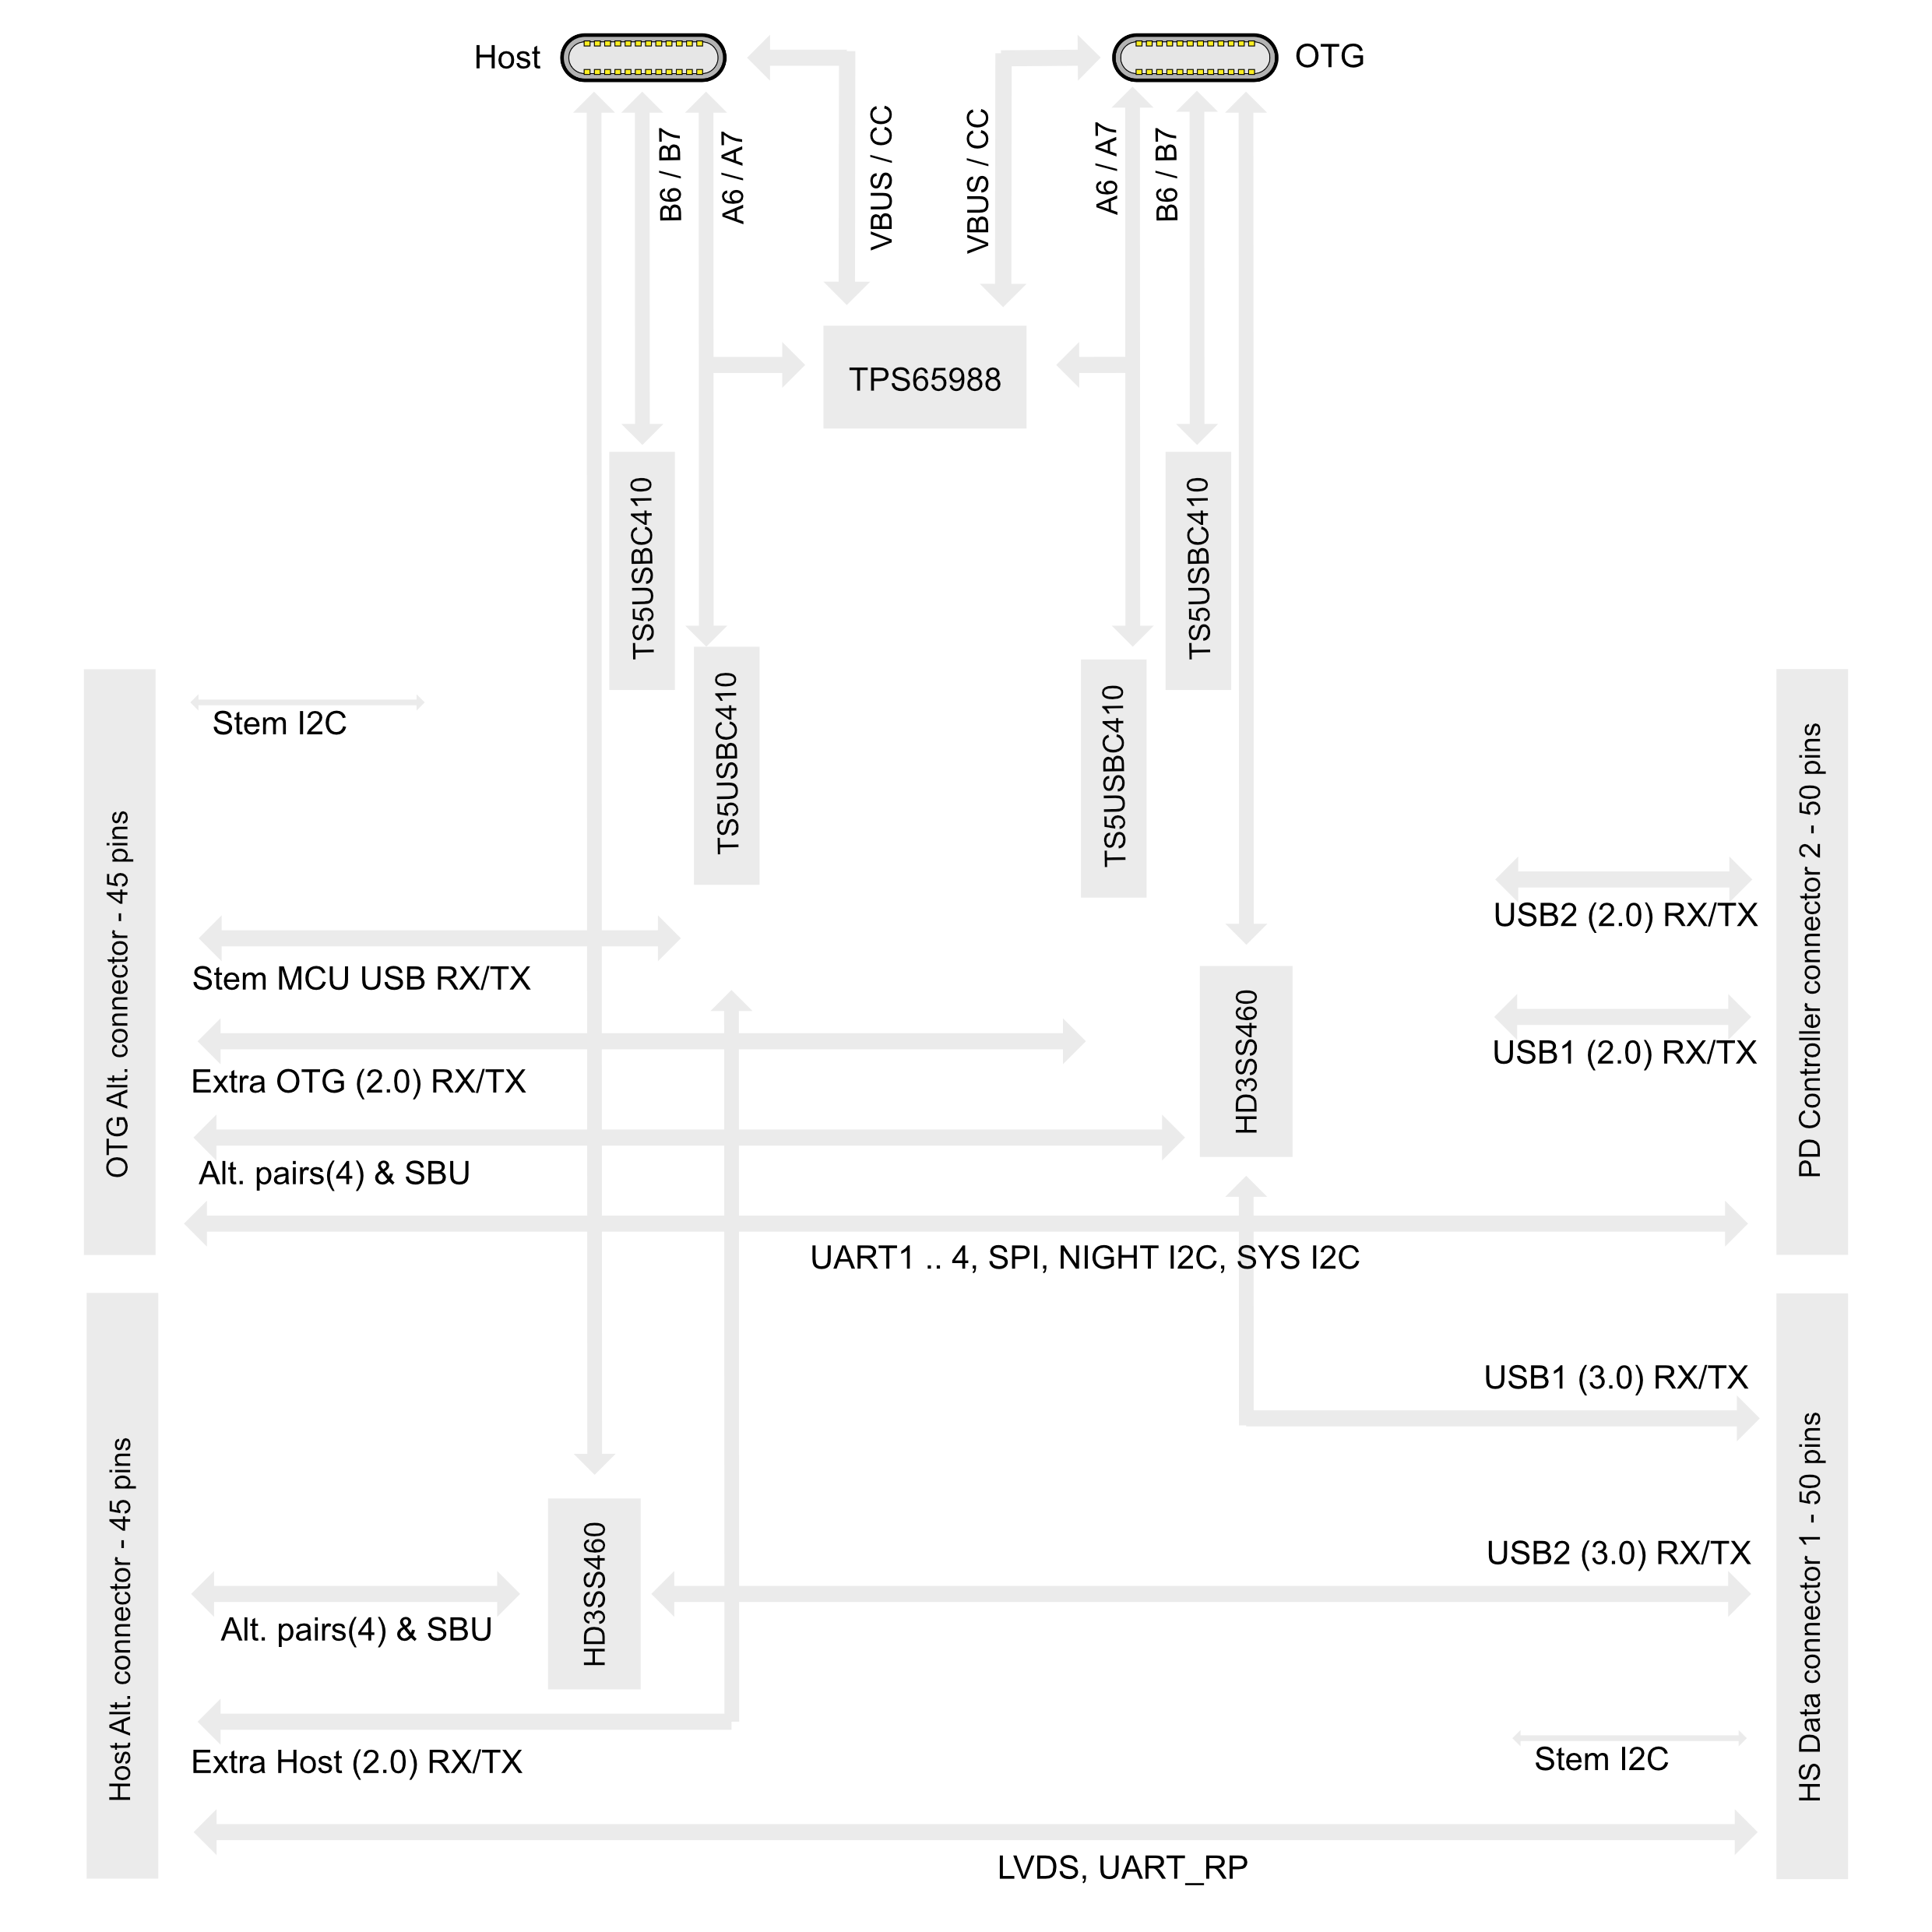 Host
OTG
B6 / B7
A6 / A7
VBUS / CC
VBUS / CC
A6 / A7
B6 / B7
TPS65988
TS5USBC410
TS5USBC410
TS5USBC410
TS5USBC410
OTG Alt. connector - 45 pins
Stem I2C
PD Controller connector 2 - 50 pins
USB2 (2.0) RX/TX
Stem MCU USB RX/TX
HD3SS460
USB1 (2.0) RX/TX
Extra OTG (2.0) RX/TX
Alt. pairs(4) & SBU
UART1 .. 4, SPI, NIGHT I2C, SYS I2C
USB1 (3.0) RX/TX
Host Alt. connector - 45 pins
HS Data connector 1 - 50 pins
HD3SS460
USB2 (3.0) RX/TX
Alt. pairs(4) & SBU
Extra Host (2.0) RX/TX
Stem I2C
LVDS, UART_RP